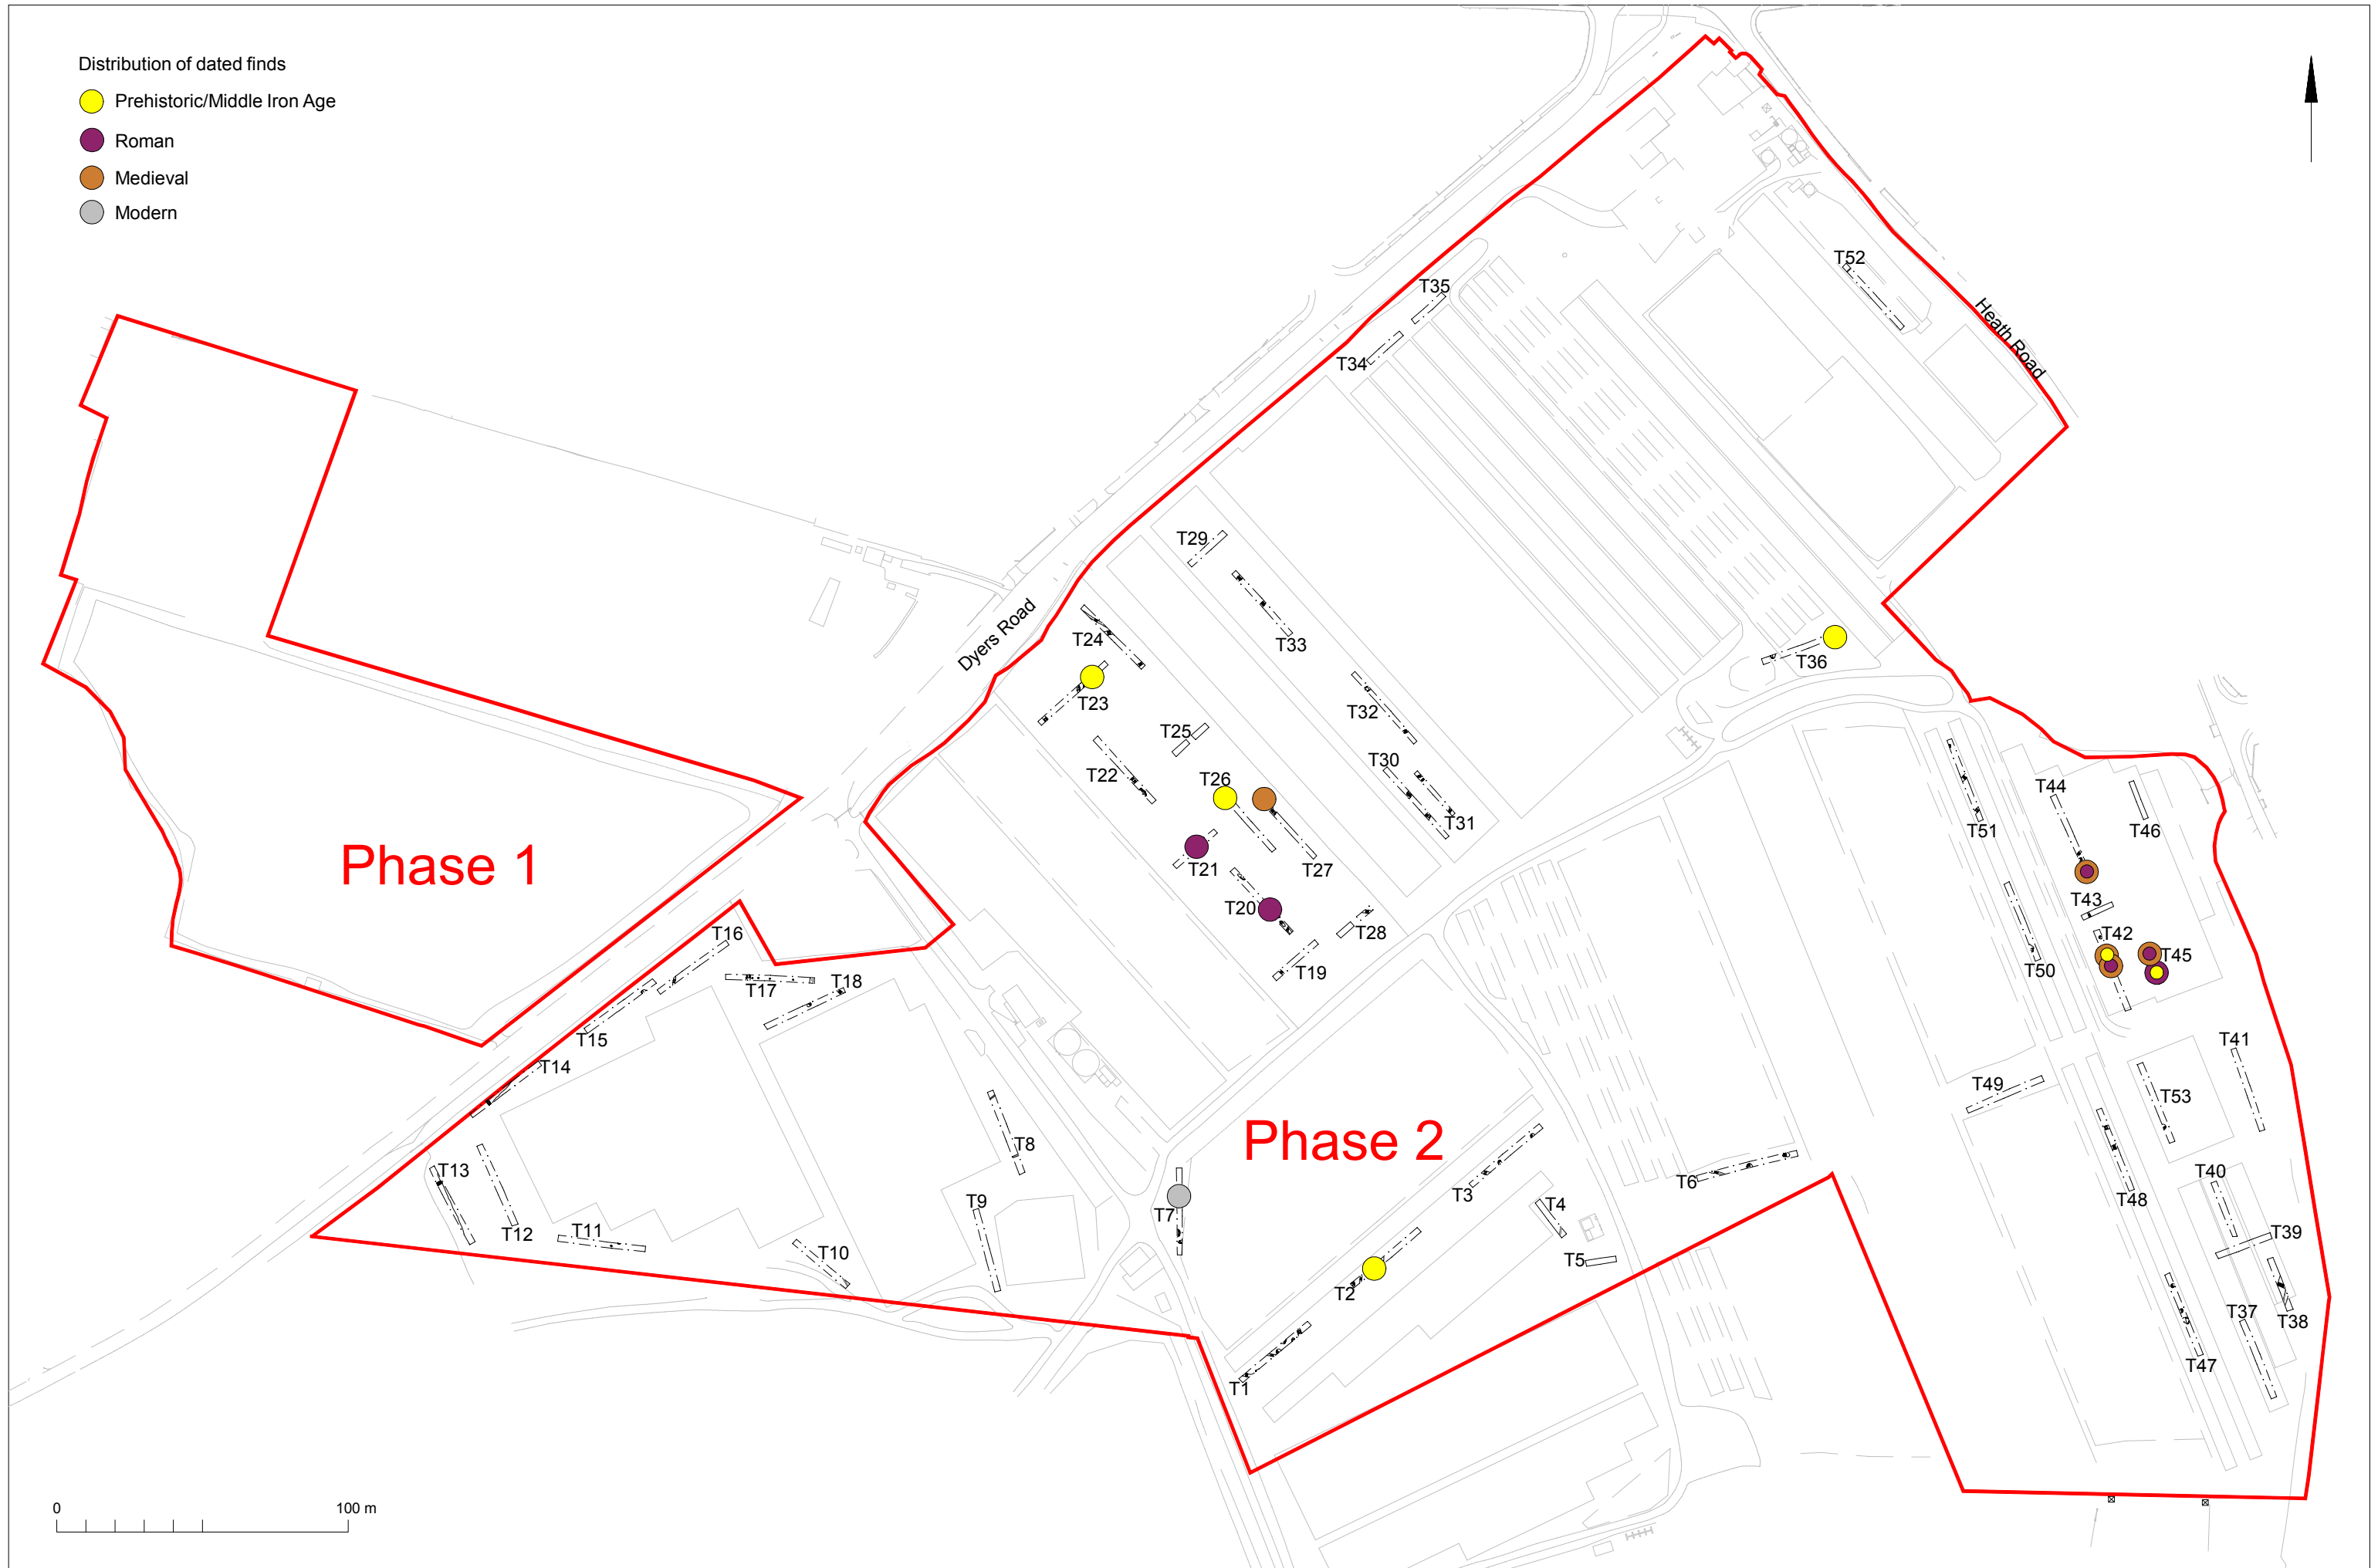 Distribution of dated finds
Prehistoric/Middle Iron Age
Roman
Medieval
Modern
T52
T35
Heath Road
T34
T29
Dyers Road
T24
T33
T36
T23
T32
T25
T30
T22
T26
T44
T31
T51
T46
Phase 1
T21
T27
T43
T20
T28
T16
T42
T45
T19
T50
T17
T18
T15
T41
T14
T49
T53
Phase 2
T8
T13
T40
T6
T3
T48
T9
T4
T7
T12
T11
T39
T10
T5
T2
T37
T38
T47
T1
0
100 m